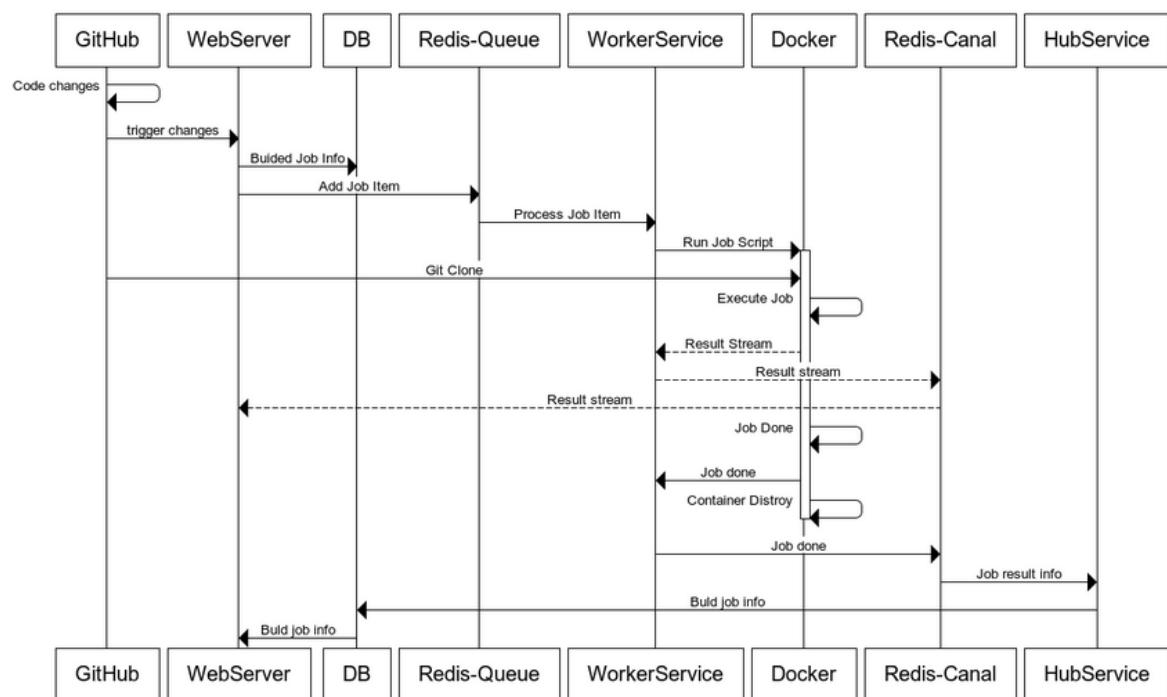 GitHub
WebServer
DB
Redis-Queue
WorkerService
Docker
Redis-Canal
HubService
Code changes
trigger changes
Buided Job Info
Add Job Item
Process Job Item
Run Job Script
Git Clone
Execute Job
Result Stream
Result stream
Result stream
Job Done
Job done
Container Distroy
Job done
Job result info
Buld job info
Buld job info
GitHub
WebServer
DB
Redis-Queue
WorkerService
Docker
Redis-Canal
HubService